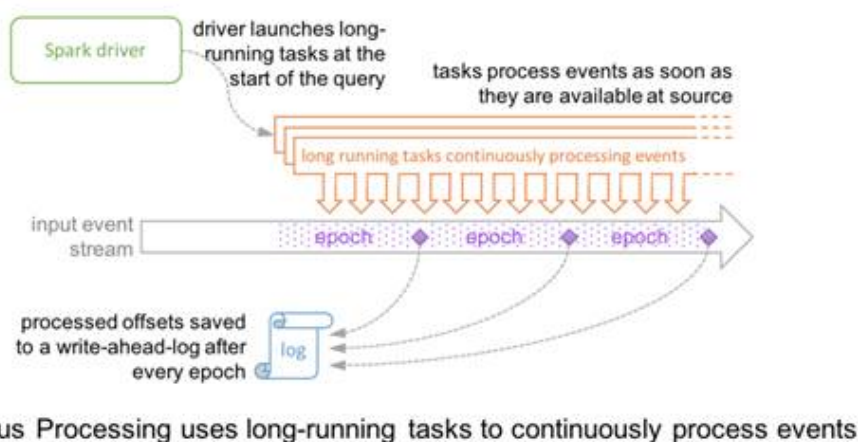 Spark driver
driver launches long-
running tasks at the
start of the query
tasks process events as soon as
they are available at source
long running tasks continuously processing events
input event
stream
epoch epoch epoch
processed offsets saved
to a write-ahead-log after
every epoch
log
us Processing uses long-running tasks to continuously process events